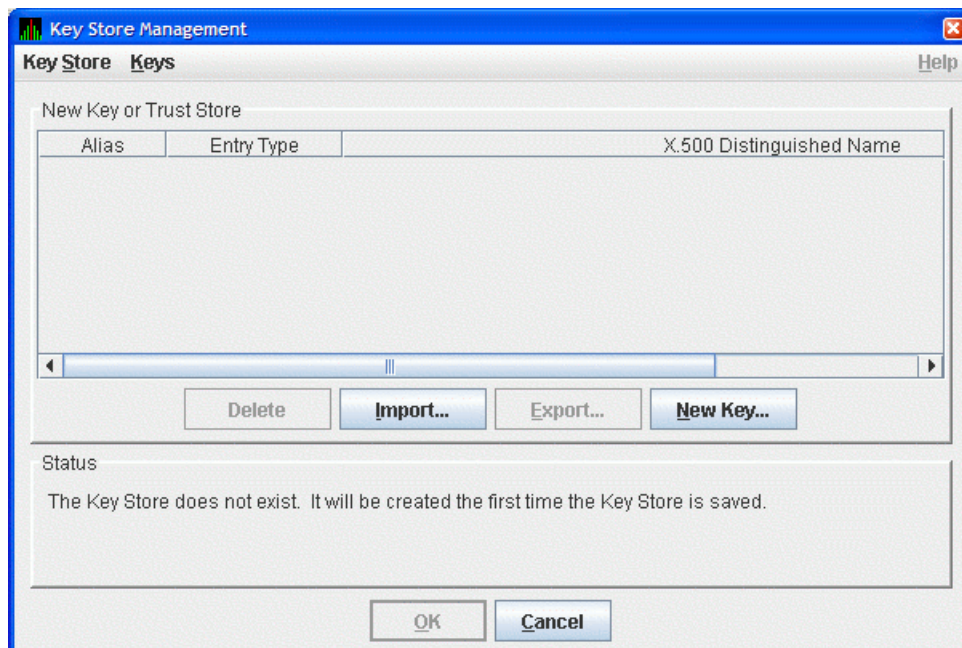 Key Store Management
Key Store Keys Help
New Key or Trust Store
Alias Entry Type X.500 Distinguished Name
Delete Import... Export... New Key...
Status
The Key Store does not exist. It will be created the first time the Key Store is saved.
OK Cancel